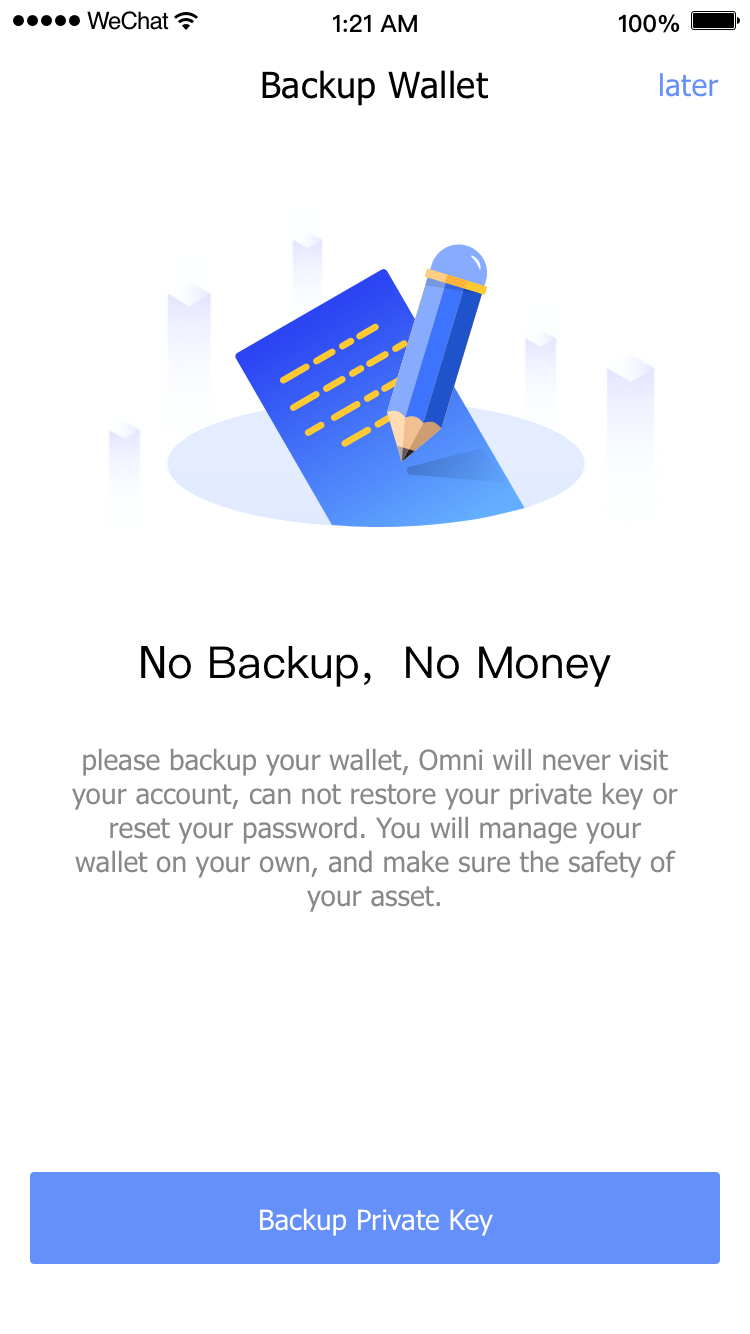 WeChat 1:21 AM 100%
Backup Wallet later
No Backup，No Money
please backup your wallet, Omni will never visit
your account, can not restore your private key or
reset your password. You will manage your
wallet on your own, and make sure the safety of
your asset.
Backup Private Key